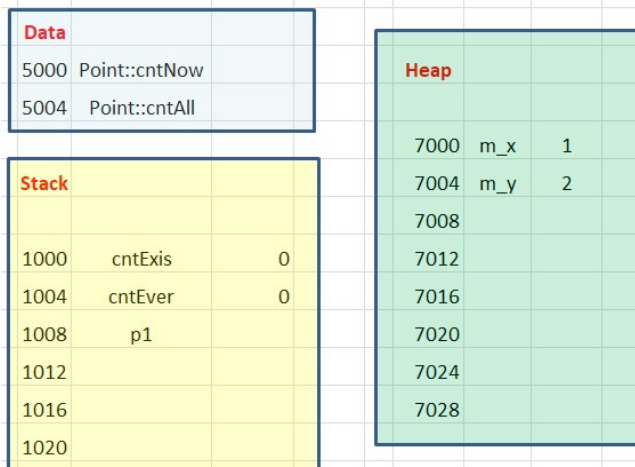 Data
5000 Point::cntNow
5004 Point::cntAll
Stack
1000 cntExis 0
1004 cntEver 0
1008 p1
1012
1016
1020
Heap
7000 m_x 1
7004 m_y 2
7008
7012
7016
7020
7024
7028